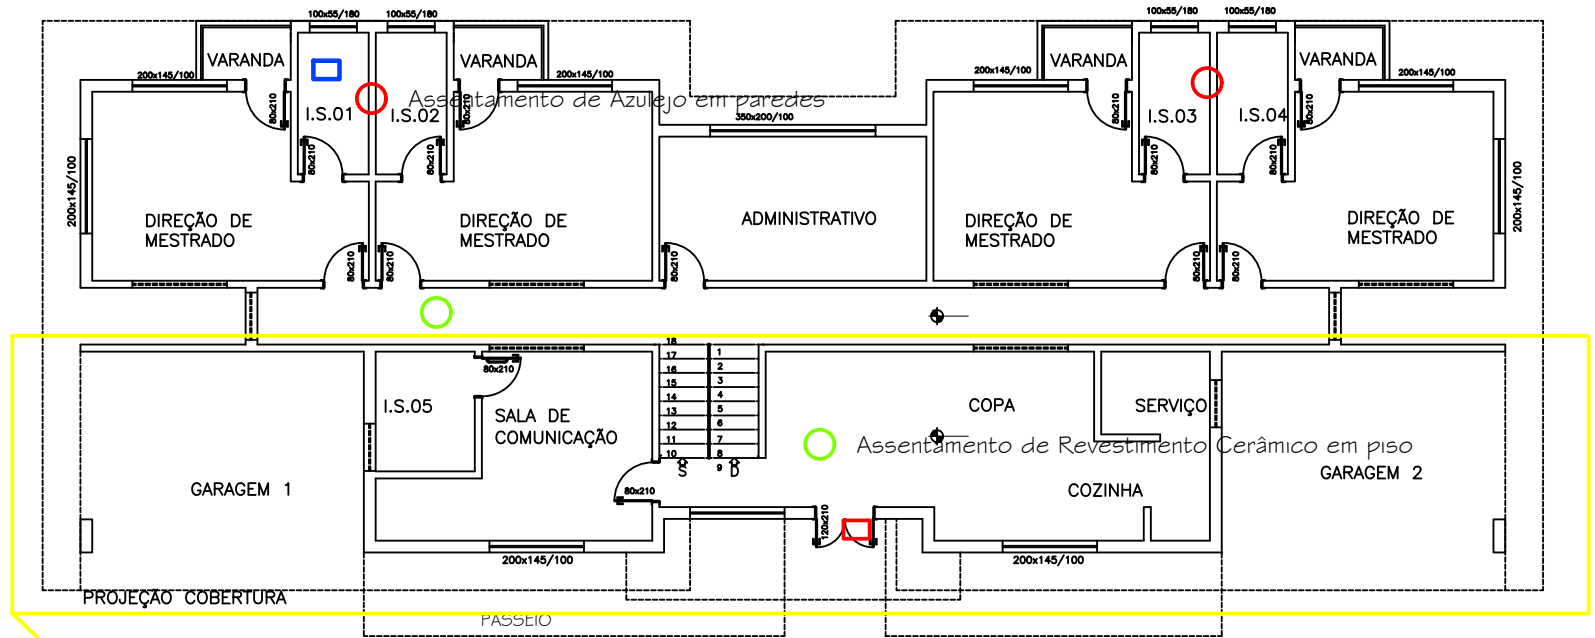 100x55/180 100x55/180 100x55/180 100x55/180
VARANDA VARANDA VARANDA VARANDA
200x145/100 200x145/100 200x145/100 200x145/100
Assentamento de Azulejo em paredes
80x210 80x210 80x210 80x210
I.S.01 I.S.02 I.S.03 I.S.04
350x200/100
80x210 80x210 80x210 80x210
200x145/100 200x145/100
DIREÇÃO DE
MESTRADO
DIREÇÃO DE
MESTRADO
ADMINISTRATIVO
DIREÇÃO DE
MESTRADO
DIREÇÃO DE
MESTRADO
80x210 80x210 80x210 80x210 80x210
18
17 1
16 2
15 3
14 4
13 5
12 6
11 7
10 8
9
S D
80x210
I.S.05
SALA DE
COMUNICAÇÃO
COPA
SERVIÇO
Assentamento de Revestimento Cerâmico em piso
GARAGEM 1
GARAGEM 2
80x210
COZINHA
120x210
200x145/100 200x145/100
PROJEÇÃO COBERTURA
PASSEIO